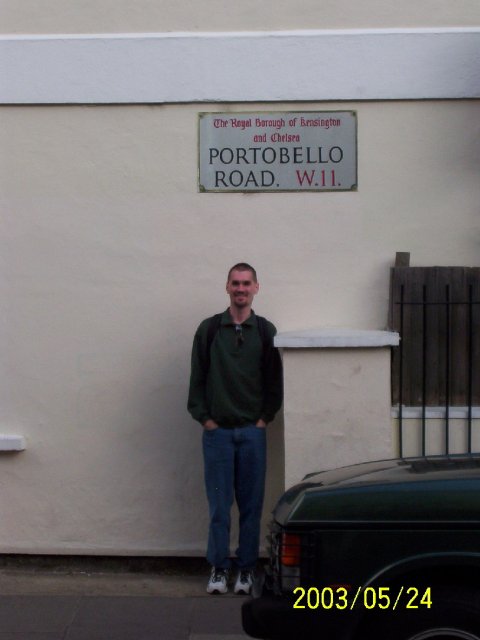 The Royal Borough of Kensington
and Chelsea
PORTOBELLO
ROAD. W.11.
2003/05/24